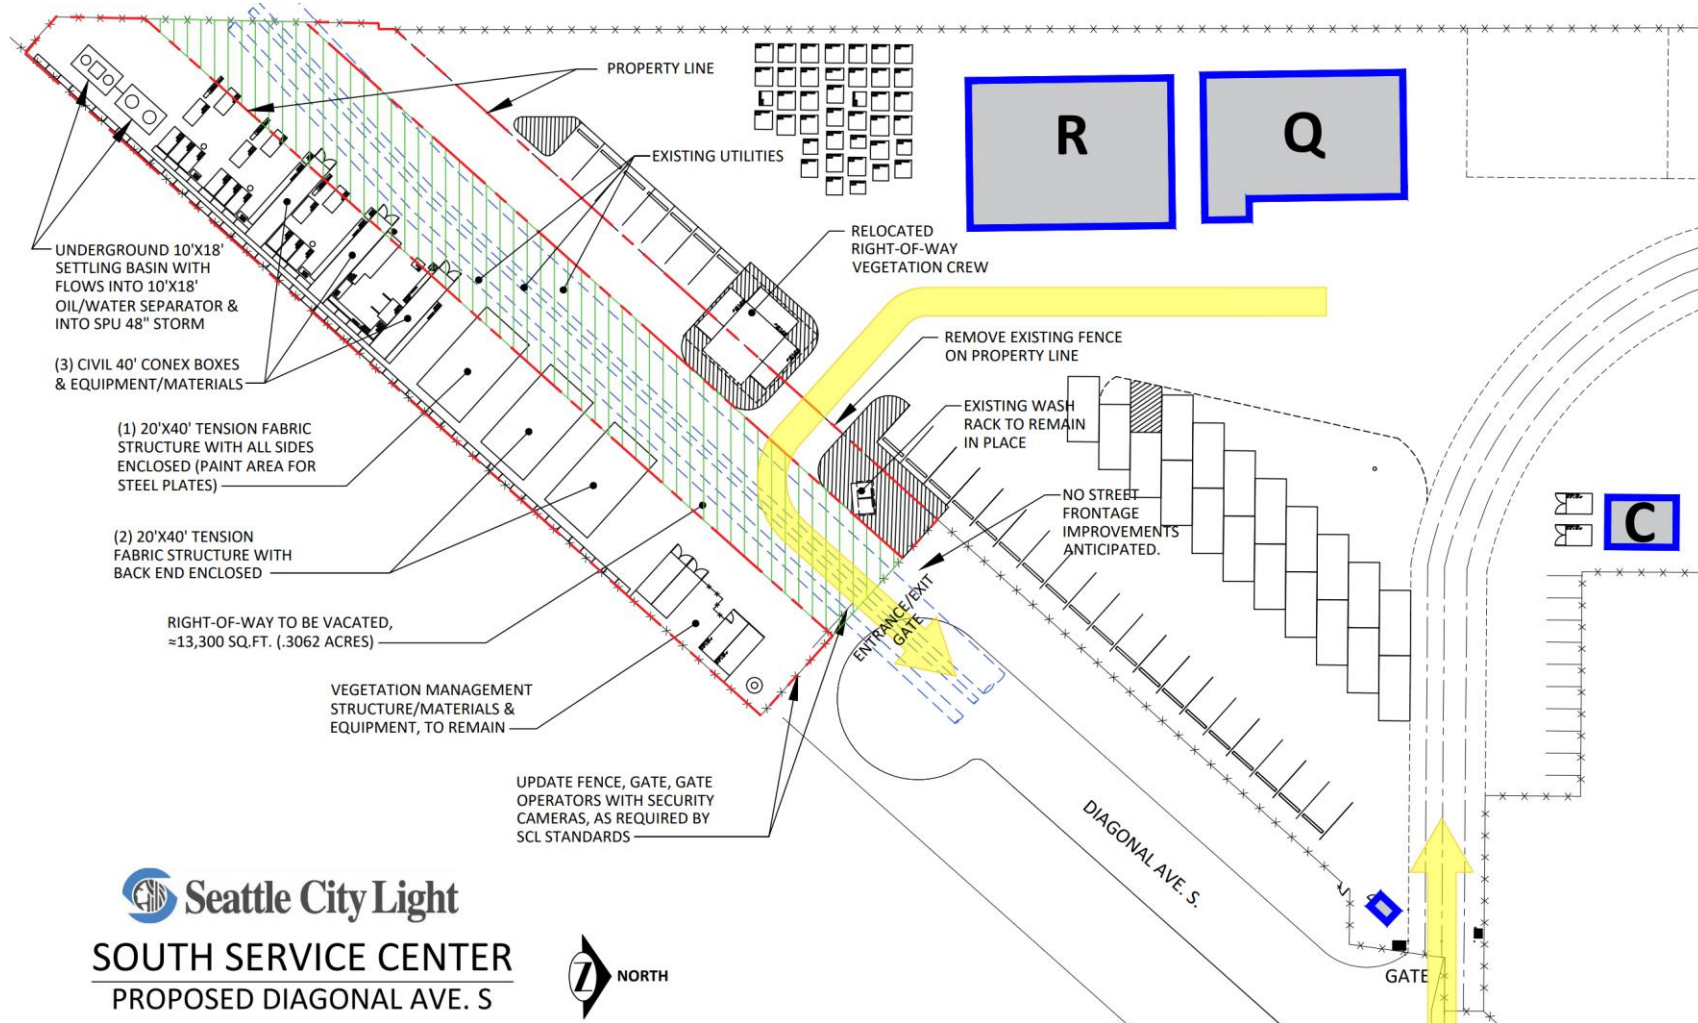 PROPERTY LINE
EXISTING UTILITIES
R
Q
RELOCATED
RIGHT-OF-WAY
VEGETATION CREW
UNDERGROUND 10'X18'
SETTLING BASIN WITH
FLOWS INTO 10'X18'
OIL/WATER SEPARATOR &
INTO SPU 48" STORM
(3) CIVIL 40' CONEX BOXES
& EQUIPMENT/MATERIALS
REMOVE EXISTING FENCE
ON PROPERTY LINE
EXISTING WASH
RACK TO REMAIN
IN PLACE
(1) 20'X40' TENSION FABRIC
STRUCTURE WITH ALL SIDES
ENCLOSED (PAINT AREA FOR
STEEL PLATES)
NO STREET
FRONTAGE
IMPROVEMENTS
ANTICIPATED.
C
(2) 20'X40' TENSION
FABRIC STRUCTURE WITH
BACK END ENCLOSED
ENTRANCE/EXIT
GATE
RIGHT-OF-WAY TO BE VACATED,
≈13,300 SQ.FT. (.3062 ACRES)
VEGETATION MANAGEMENT
STRUCTURE/MATERIALS &
EQUIPMENT, TO REMAIN
UPDATE FENCE, GATE, GATE
OPERATORS WITH SECURITY
CAMERAS, AS REQUIRED BY
SCL STANDARDS
DIAGONAL AVE. S.
Seattle City Light
SOUTH SERVICE CENTER
PROPOSED DIAGONAL AVE. S
Z
NORTH
GATE